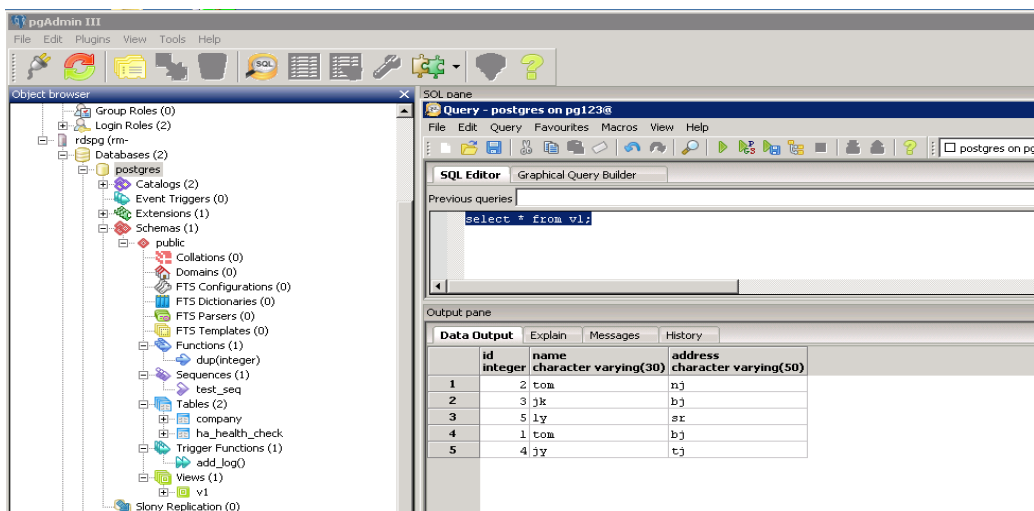 pgAdmin III
File Edit Plugins View Tools Help
SQL
Object browser
Group Roles (0)
Login Roles (2)
rdspg (rm-
Databases (2)
postgres
Catalogs (2)
Event Triggers (0)
Extensions (1)
Schemas (1)
public
Collations (0)
Domains (0)
FTS Configurations (0)
FTS Dictionaries (0)
FTS Parsers (0)
FTS Templates (0)
Functions (1)
dup(integer)
Sequences (1)
test_seq
Tables (2)
company
ha_health_check
Trigger Functions (1)
add_log()
Views (1)
v1
Slony Replication (0)
SQL pane
Query - postgres on pg123@
File Edit Query Favourites Macros View Help
postgres on pg
SQL Editor Graphical Query Builder
Previous queries
select * from v1;
Output pane
Data Output Explain Messages History
id name address
integer character varying(30) character varying(50)
1 2 tom nj
2 3 jk bj
3 5 ly sr
4 1 tom bj
5 4 jy tj